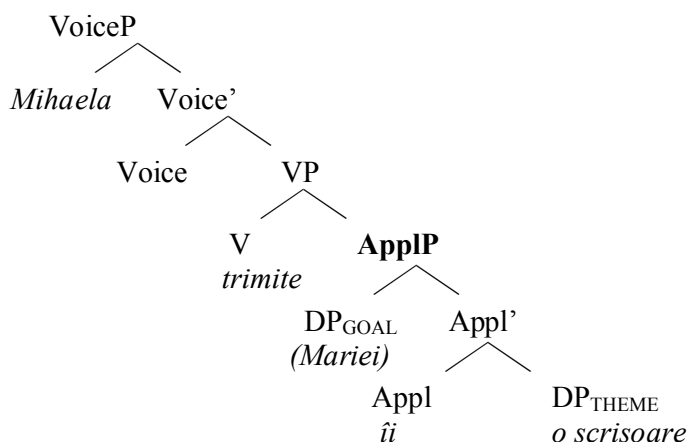 VoiceP
Mihaela Voice’
Voice VP
V ApplP
trimite
DPGOAL Appl’
(Mariei)
Appl DPTHEME
îi o scrisoare